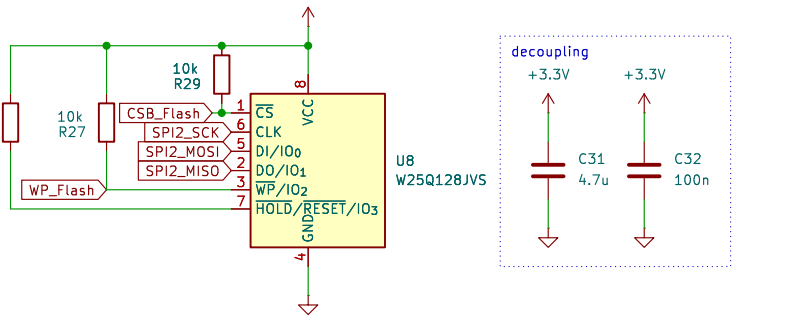 decoupling
+3.3V
+3.3V
10k
R29
10k
R27
CSB_Flash
SPI2_SCK
SPI2_MOSI
SPI2_MISO
WP_Flash
1
6
5
2
3
7
8
4
CS
CLK
DI/IO0
DO/IO1
WP/IO2
HOLD/RESET/IO3
VCC
GND
U8
W25Q128JVS
C31
4.7u
C32
100n